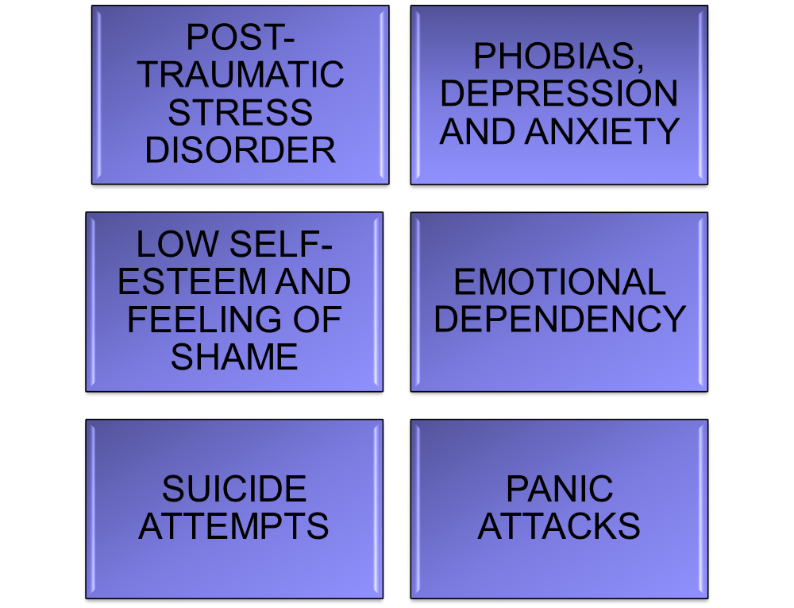 POST-
TRAUMATIC
STRESS
DISORDER
PHOBIAS,
DEPRESSION
AND ANXIETY
LOW SELF-
ESTEEM AND
FEELING OF
SHAME
EMOTIONAL
DEPENDENCY
SUICIDE
ATTEMPTS
PANIC
ATTACKS